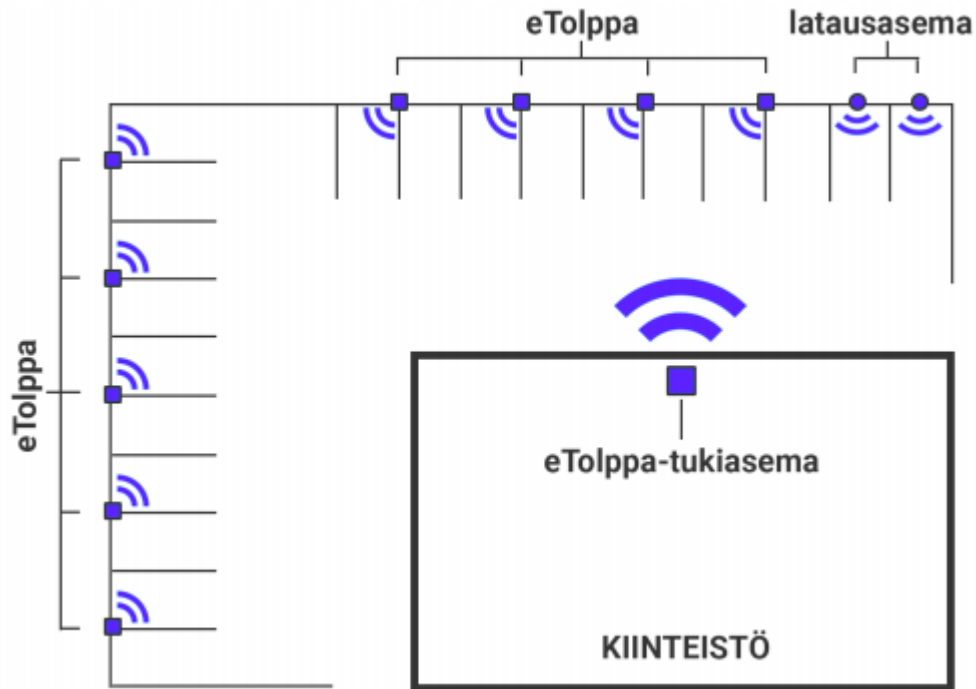 eTolppa
latausasema
eTolppa
eTolppa-tukiasema
KIINTEISTÖ